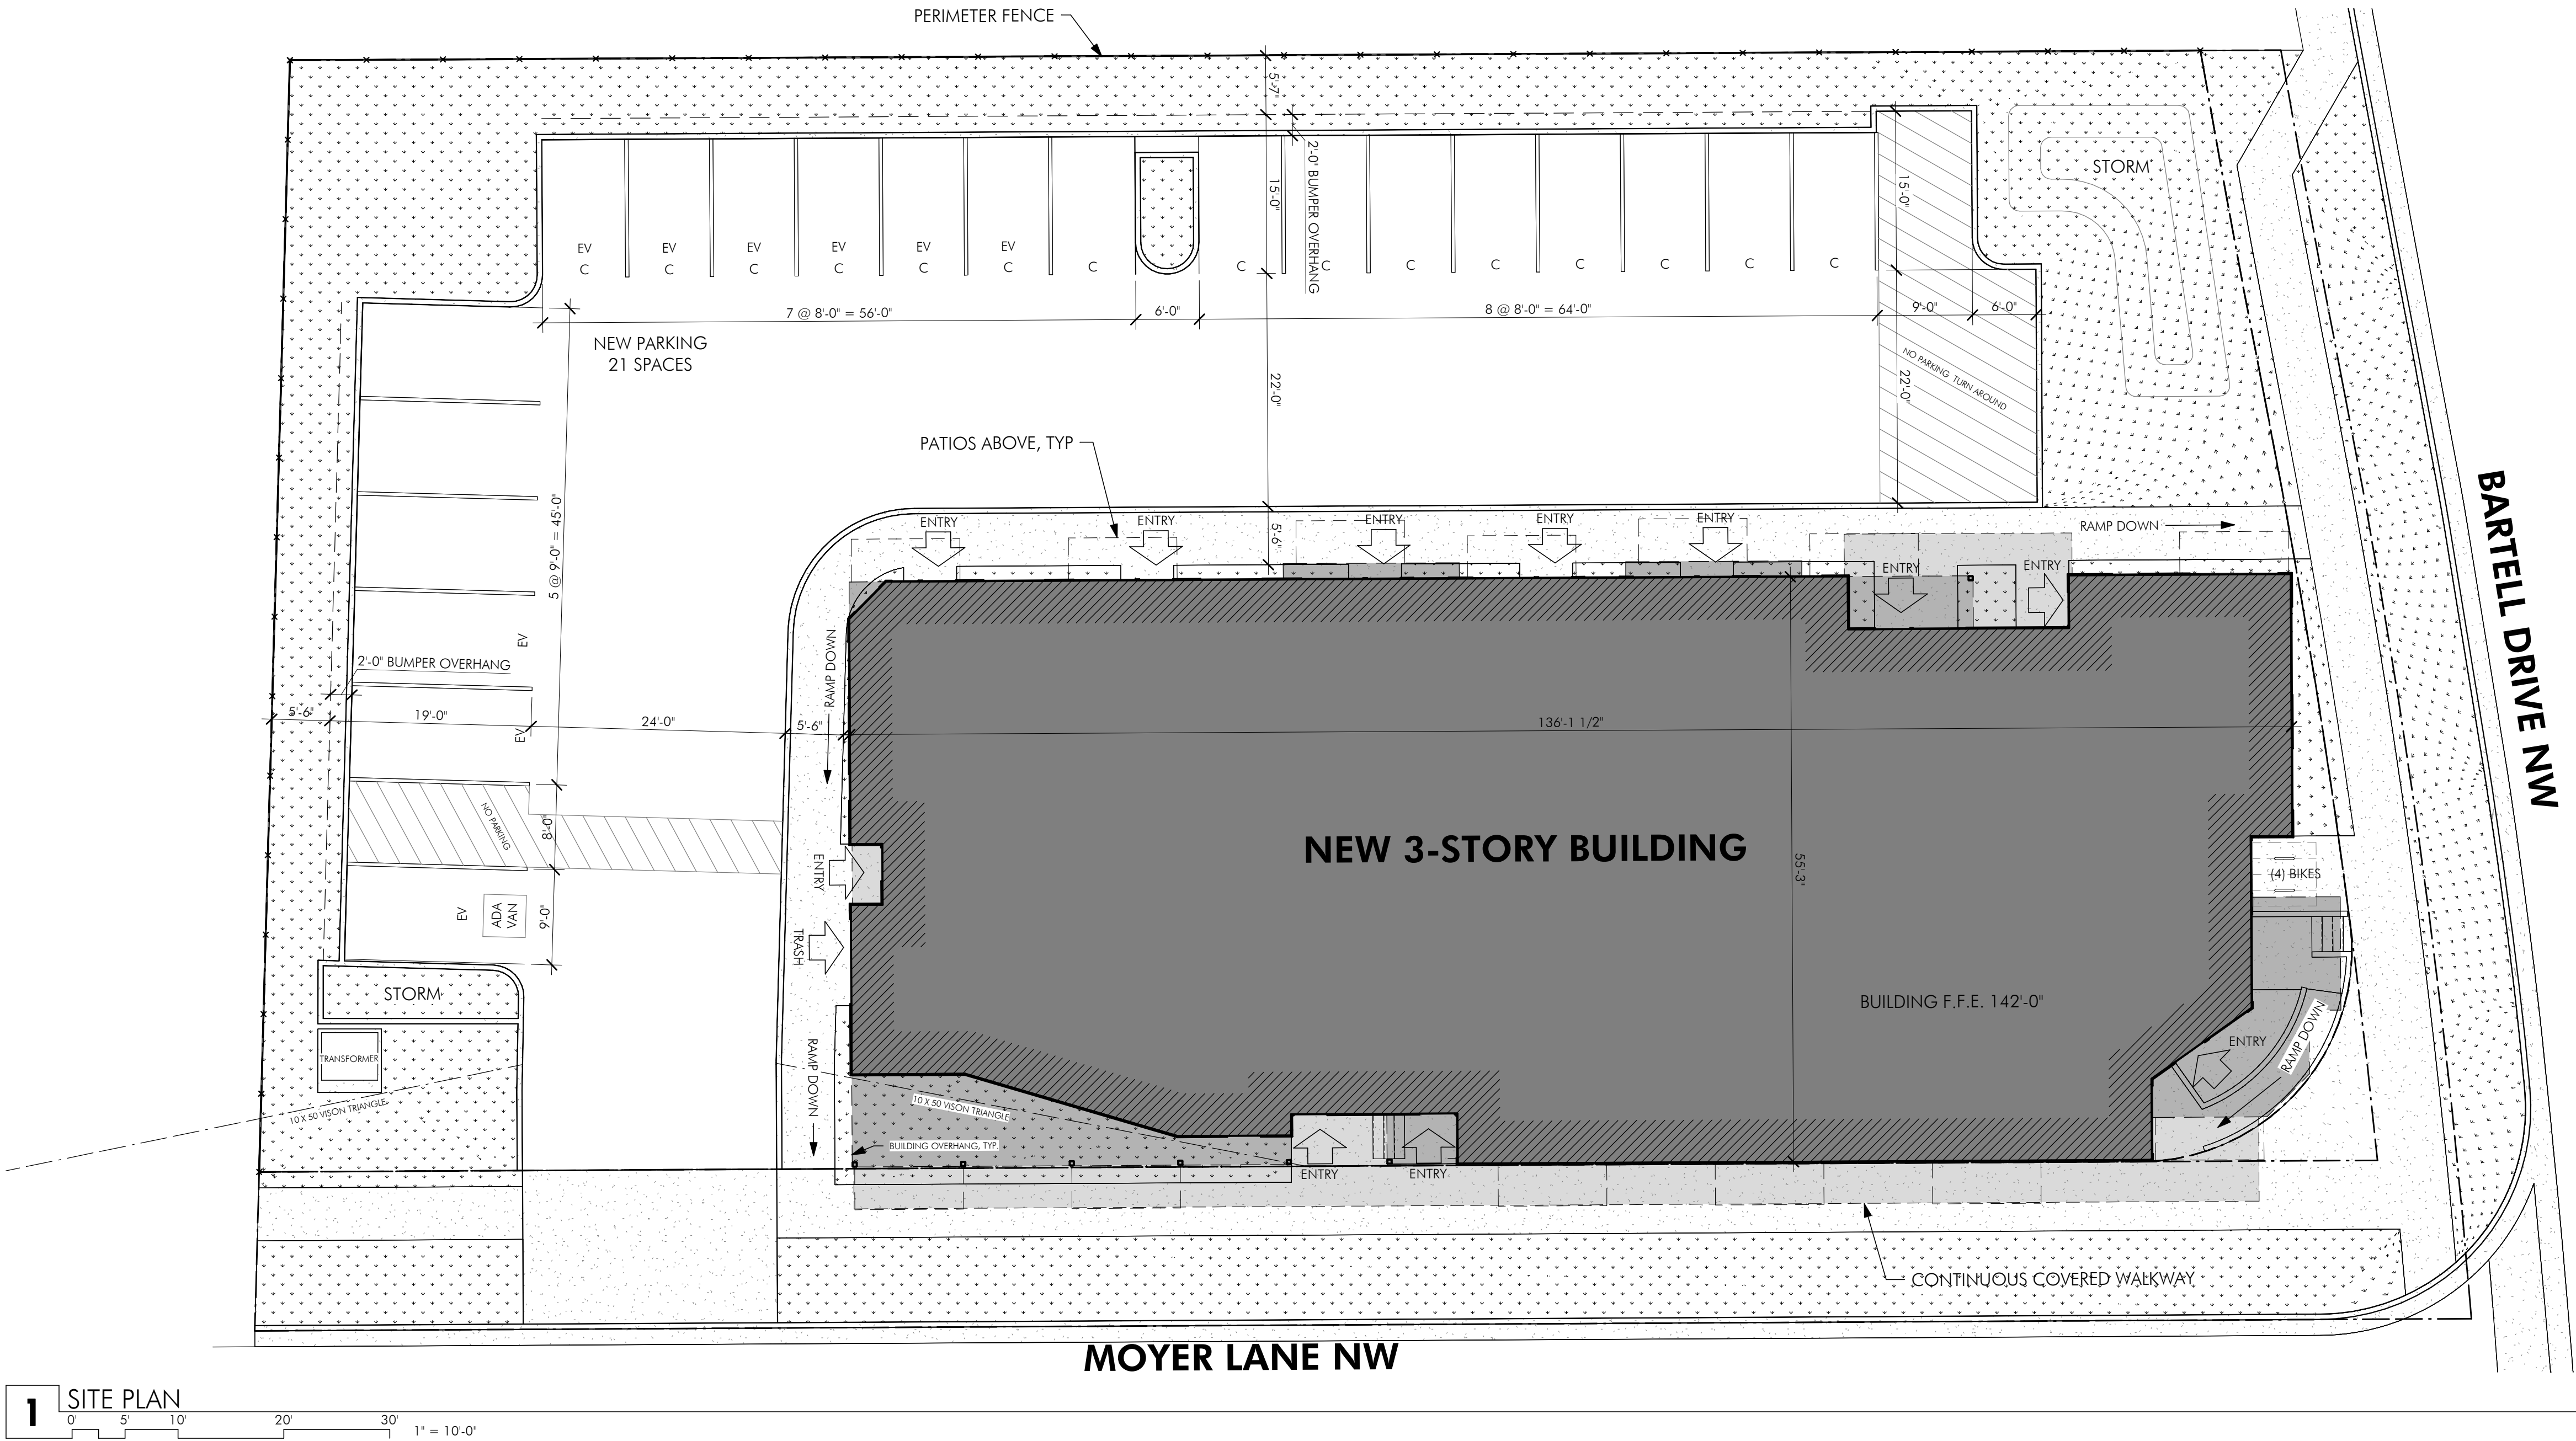 PERIMETER FENCE
5'-7"
STORM
2'-0" BUMPER OVERHANG
15'-0"
15'-0"
EV EV EV EV EV EV
C C C C C C C C C C C C C C C
7 @ 8'-0" = 56'-0"
6'-0"
8 @ 8'-0" = 64'-0"
9'-0"
6'-0"
NEW PARKING
21 SPACES
22'-0"
22'-0"
NO PARKING TURN AROUND
PATIOS ABOVE, TYP
BARTELL DRIVE NW
5 @ 9'-0" = 45'-0"
ENTRY
ENTRY
ENTRY
ENTRY
ENTRY
5'-6"
RAMP DOWN
ENTRY
ENTRY
EV
RAMP DOWN
2'-0" BUMPER OVERHANG
5'-6"
19'-0"
24'-0"
5'-6"
136'-1 1/2"
EV
NO PARKING
8'-0"
NEW 3-STORY BUILDING
55'-3"
ENTRY
(4) BIKES
EV
ADA
VAN
9'-0"
TRASH
STORM
BUILDING F.F.E. 142'-0"
RAMP DOWN
ENTRY
TRANSFORMER
RAMP DOWN
10 X 50 VISON TRIANGLE
10 X 50 VISON TRIANGLE
BUILDING OVERHANG, TYP
ENTRY
ENTRY
CONTINUOUS COVERED WALKWAY
MOYER LANE NW
1 SITE PLAN
0' 5' 10' 20' 30'
1" = 10'-0"